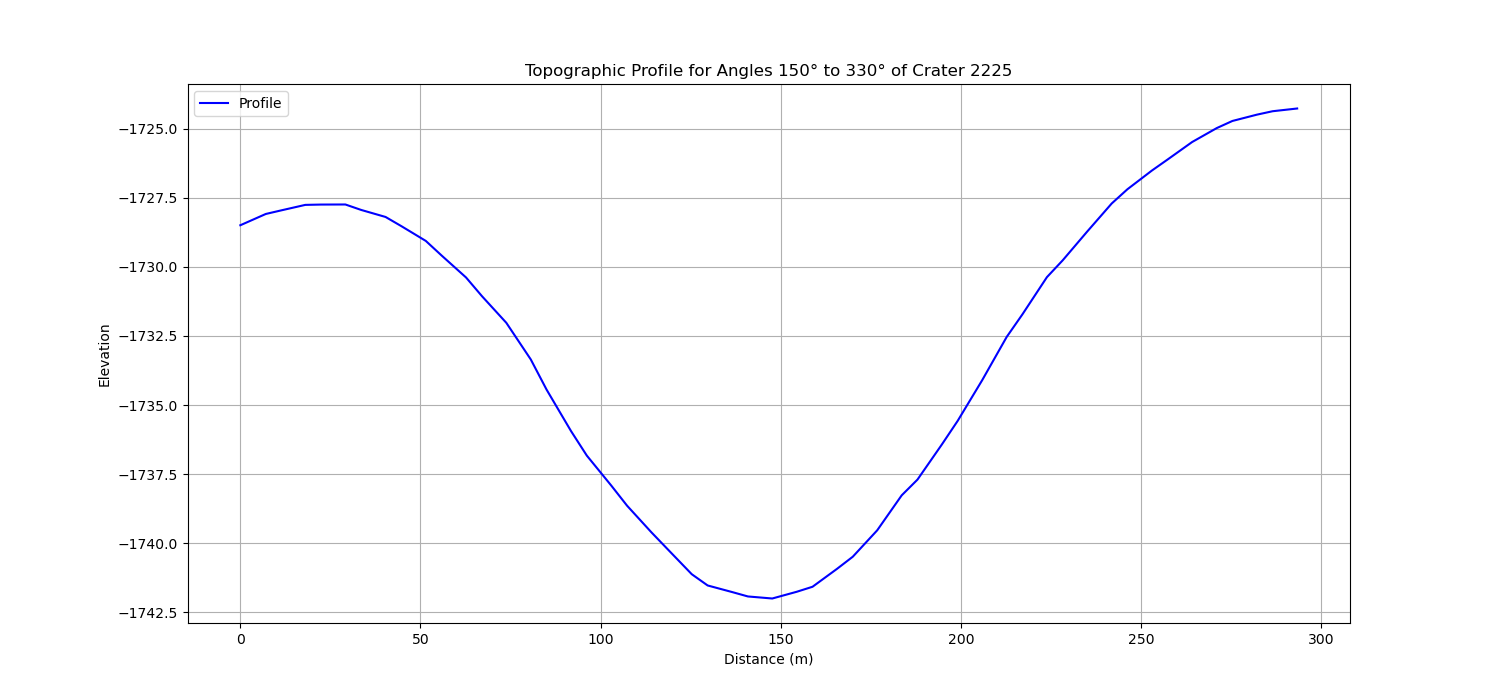 Topographic Profile for Angles 150° to 330° of Crater 2225
Profile
−1725.0
−1727.5
−1730.0
−1732.5
−1735.0
−1737.5
−1740.0
−1742.5
Elevation
0 50 100 150 200 250 300
Distance (m)